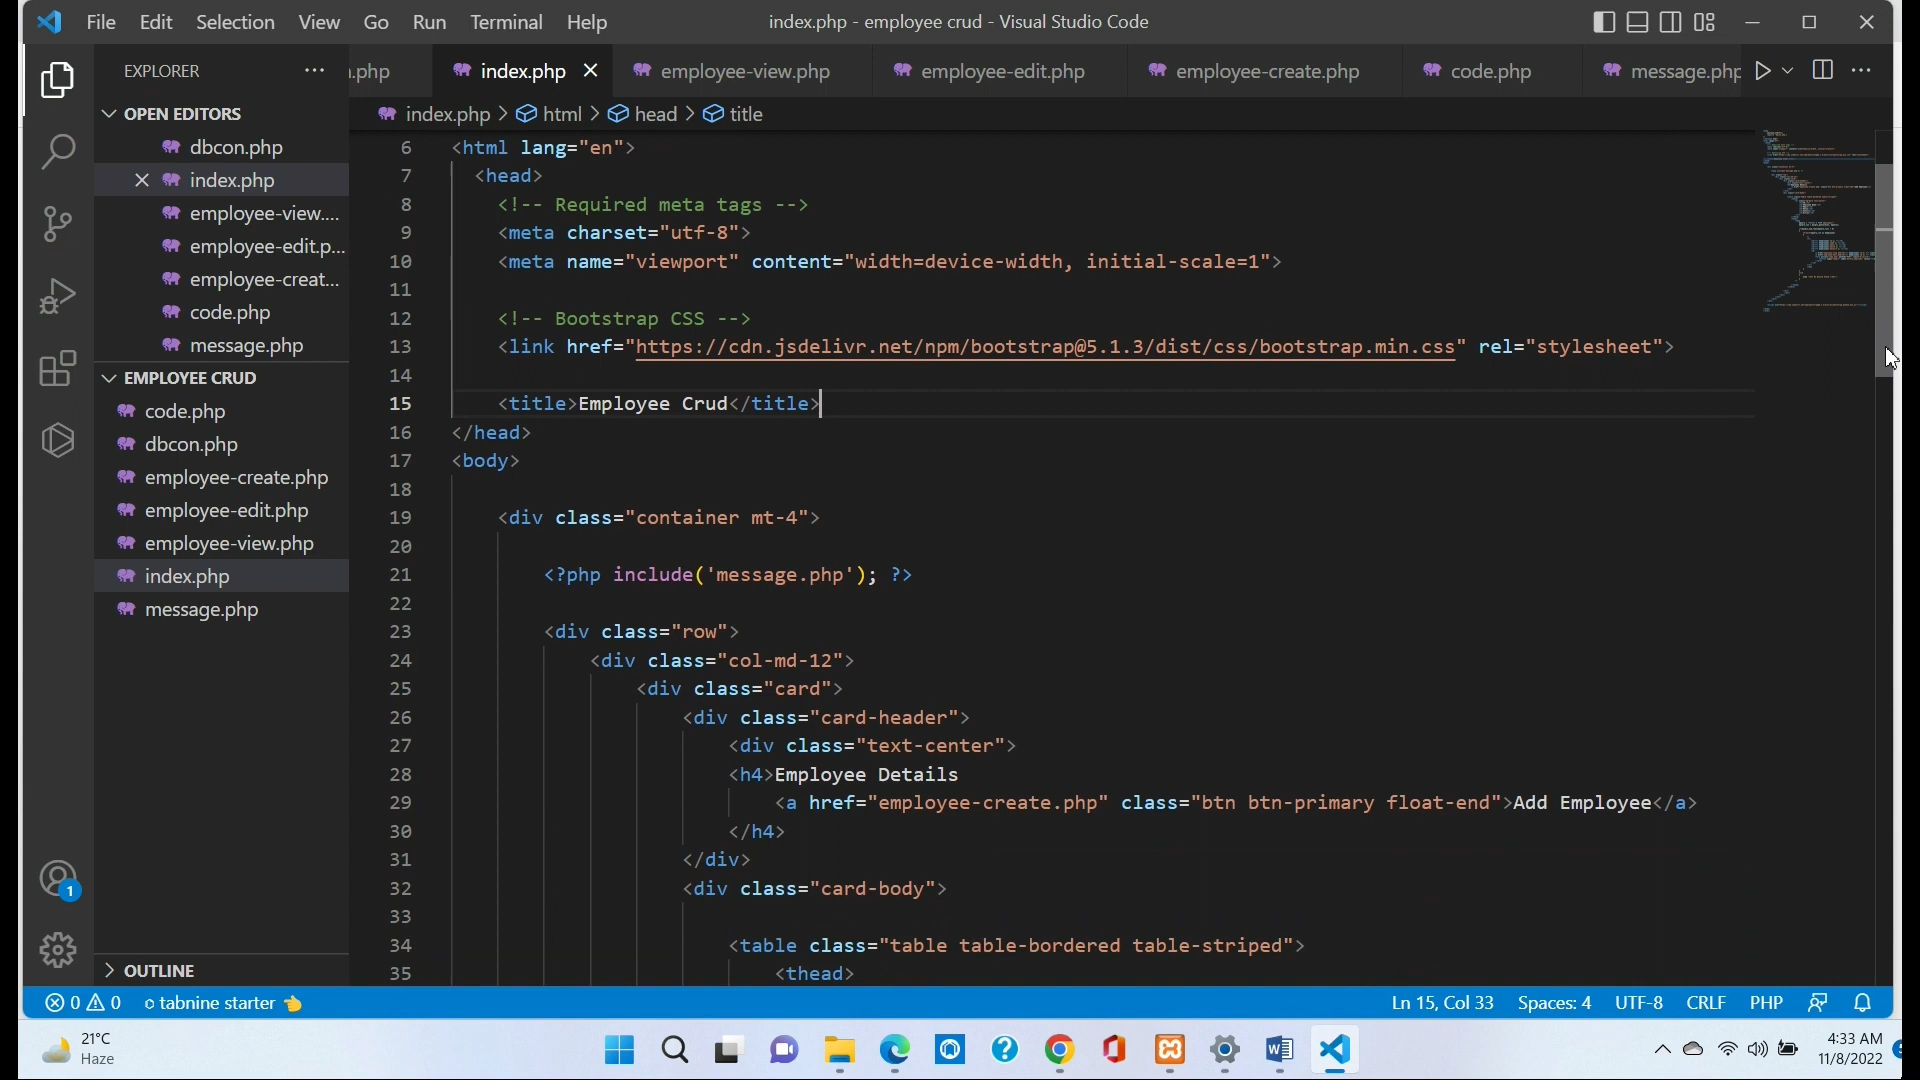 File Edit Selection View Go Run Terminal Help index.php - employee crud - Visual Studio Code
EXPLORER .php index.php employee-view.php employee-edit.php employee-create.php code.php message.php
OPEN EDITORS
dbcon.php
index.php
employee-view....
employee-edit.p...
employee-creat...
code.php
message.php
EMPLOYEE CRUD
code.php
dbcon.php
employee-create.php
employee-edit.php
employee-view.php
index.php
message.php
OUTLINE
index.php > html > head > title
6 <html lang="en">
7 <head>
8 <!-- Required meta tags -->
9 <meta charset="utf-8">
10 <meta name="viewport" content="width=device-width, initial-scale=1">
11
12 <!-- Bootstrap CSS -->
13 <link href="https://cdn.jsdelivr.net/npm/bootstrap@5.1.3/dist/css/bootstrap.min.css" rel="stylesheet">
14
15 <title>Employee Crud</title>
16 </head>
17 <body>
18
19 <div class="container mt-4">
20
21 <?php include('message.php'); ?>
22
23 <div class="row">
24 <div class="col-md-12">
25 <div class="card">
26 <div class="card-header">
27 <div class="text-center">
28 <h4>Employee Details
29 <a href="employee-create.php" class="btn btn-primary float-end">Add Employee</a>
30 </h4>
31 </div>
32 <div class="card-body">
33
34 <table class="table table-bordered table-striped">
35 <thead>
0 0 tabnine starter Ln 15, Col 33 Spaces: 4 UTF-8 CRLF PHP
1
21°C
Haze
4:33 AM
11/8/2022